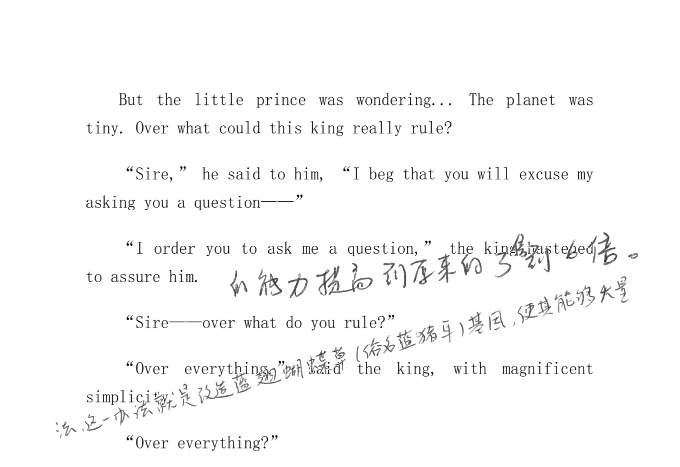 But the little prince was wondering... The planet was
tiny. Over what could this king really rule?
“Sire,” he said to him, “I beg that you will excuse my
asking you a question——”
“I order you to ask me a question,” the king hastened
to assure him.
的能力提高到原来的3倍到6倍。
“Sire——over what do you rule?”
“Over everything,” said the king, with magnificent
simplicity.
法,这一办法就是改造蓝翅蝴蝶草(俗名蓝猪耳)基因,使其能够大量
“Over everything?”